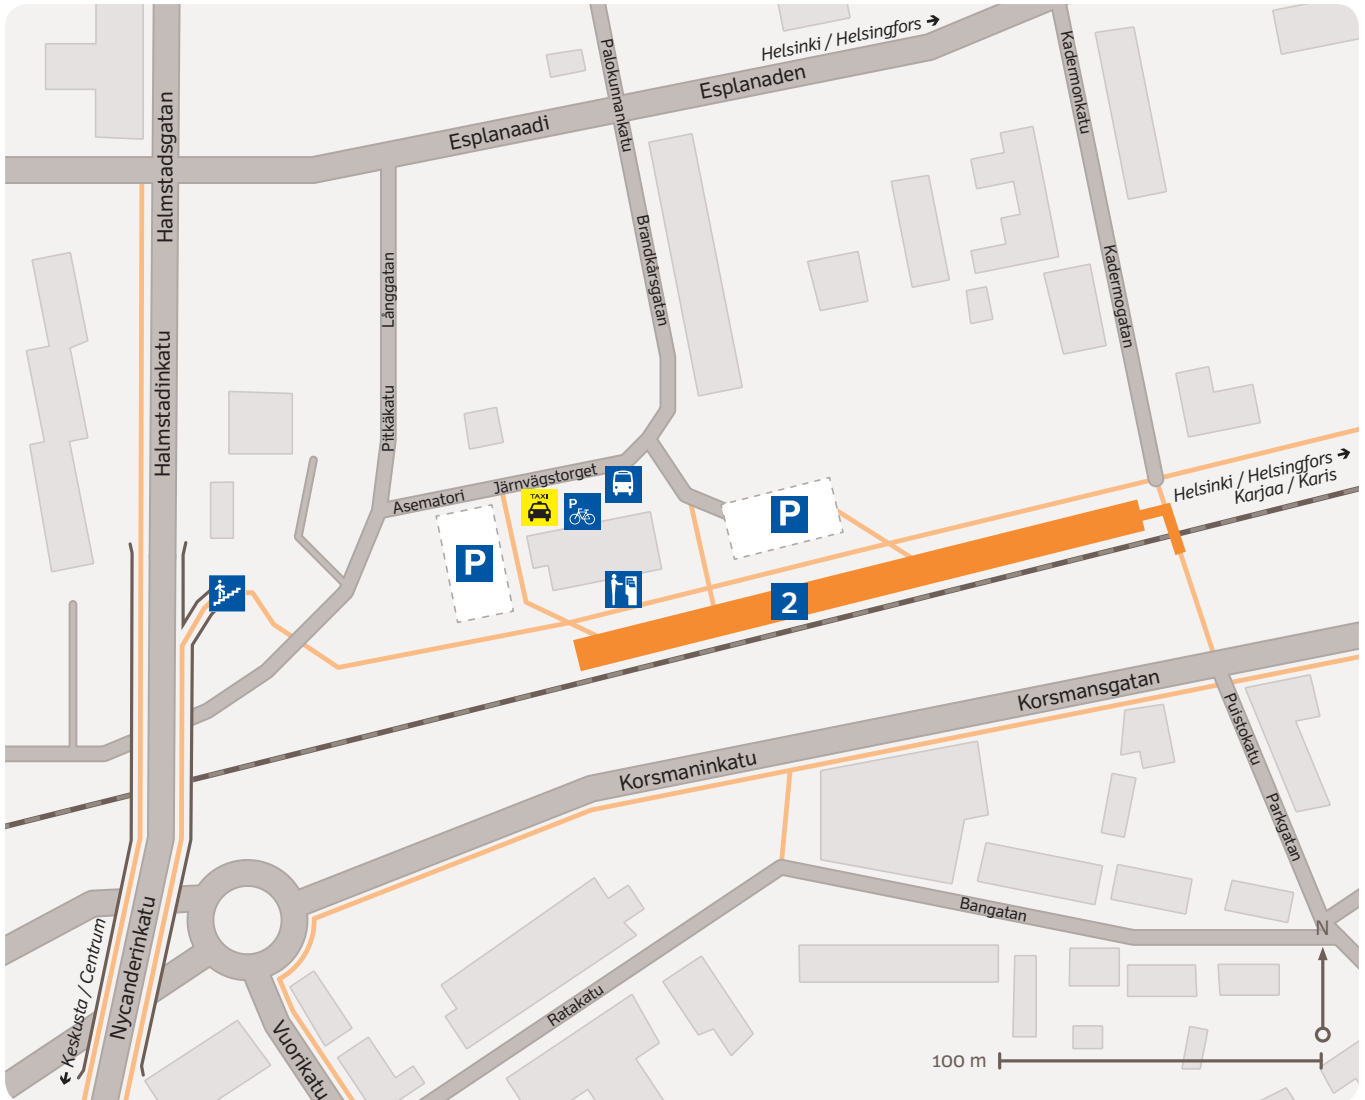 Helsinki / Helsingfors →
Esplanaden
Esplanaadi
Palokunnankatu
Kadermonkatu
Halmstadsgatan
Långgatan
Brandkårsgatan
Kadermogatan
Halmstadinkatu
Pitkäkatu
Asematori
Järnvägstorget
TAXI
P
P
P
2
Helsinki / Helsingfors →
Karjaa / Karis
Korsmansgatan
Korsmaninkatu
Puistokatu
Parkgatan
Bangatan
Ratakatu
← Keskusta / Centrum
Nycanderinkatu
Vuorikatu
N
100 m